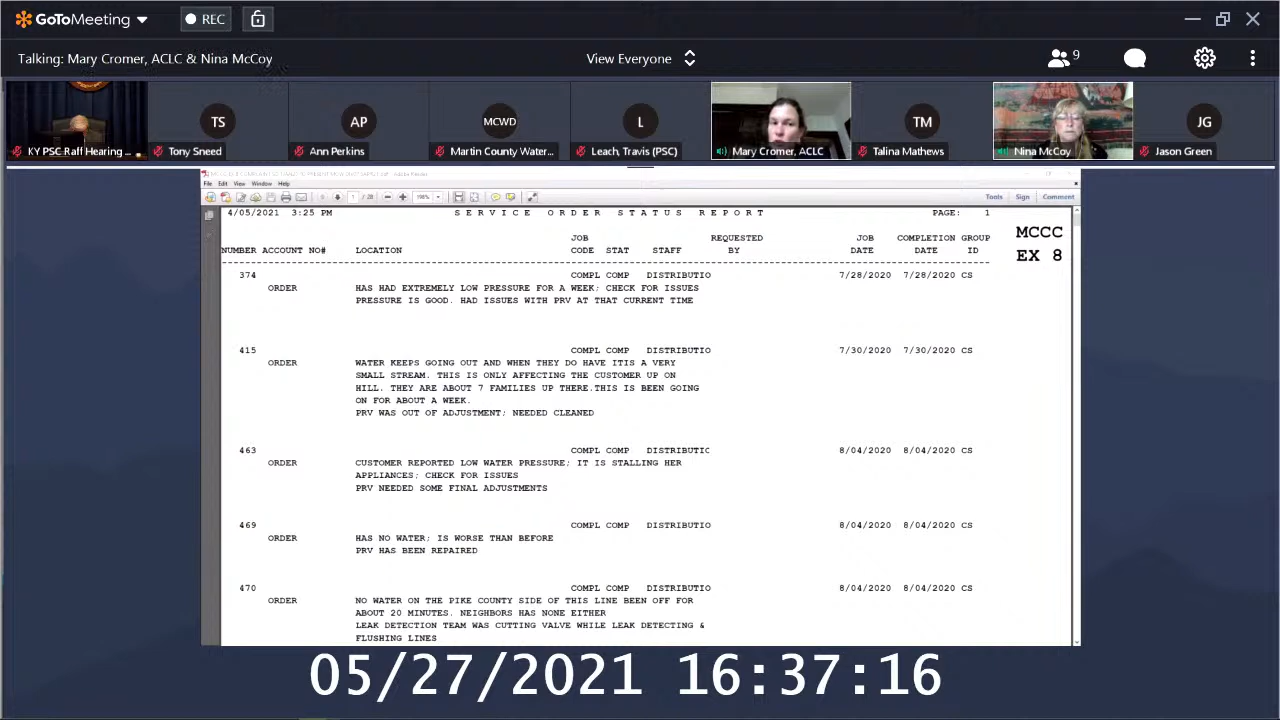 GoToMeeting
REC
Talking: Mary Cromer, ACLC & Nina McCoy
View Everyone
9
TS
AP
MCWD
L
TM
JG
KY PSC Raff Hearing ...
Tony Sneed
Ann Perkins
Martin County Water...
Leach, Travis (PSC)
Mary Cromer, ACLC
Talina Mathews
Nina McCoy
Jason Green
File Edit View Window Help
Tools Sign Comment
4/05/2021 3:25 PM SERVICE ORDER STATUS REPORT PAGE: 1
MCCC
EX 8
JOB REQUESTED JOB COMPLETION GROUP
NUMBER ACCOUNT NO# LOCATION CODE STAT STAFF BY DATE DATE ID
374 COMPL COMP DISTRIBUTIO 7/28/2020 7/28/2020 CS
ORDER HAS HAD EXTREMELY LOW PRESSURE FOR A WEEK; CHECK FOR ISSUES
PRESSURE IS GOOD. HAD ISSUES WITH PRV AT THAT CURRENT TIME
415 COMPL COMP DISTRIBUTIO 7/30/2020 7/30/2020 CS
ORDER WATER KEEPS GOING OUT AND WHEN THEY DO HAVE ITIS A VERY
SMALL STREAM. THIS IS ONLY AFFECTING THE CUSTOMER UP ON
HILL. THEY ARE ABOUT 7 FAMILIES UP THERE.THIS IS BEEN GOING
ON FOR ABOUT A WEEK.
PRV WAS OUT OF ADJUSTMENT; NEEDED CLEANED
463 COMPL COMP DISTRIBUTIO 8/04/2020 8/04/2020 CS
ORDER CUSTOMER REPORTED LOW WATER PRESSURE; IT IS STALLING HER
APPLIANCES; CHECK FOR ISSUES
PRV NEEDED SOME FINAL ADJUSTMENTS
469 COMPL COMP DISTRIBUTIO 8/04/2020 8/04/2020 CS
ORDER HAS NO WATER; IS WORSE THAN BEFORE
PRV HAS BEEN REPAIRED
470 COMPL COMP DISTRIBUTIO 8/04/2020 8/04/2020 CS
ORDER NO WATER ON THE PIKE COUNTY SIDE OF THIS LINE BEEN OFF FOR
ABOUT 20 MINUTES. NEIGHBORS HAS NONE EITHER
LEAK DETECTION TEAM WAS CUTTING VALVE WHILE LEAK DETECTING &
FLUSHING LINES
05/27/2021 16:37:16